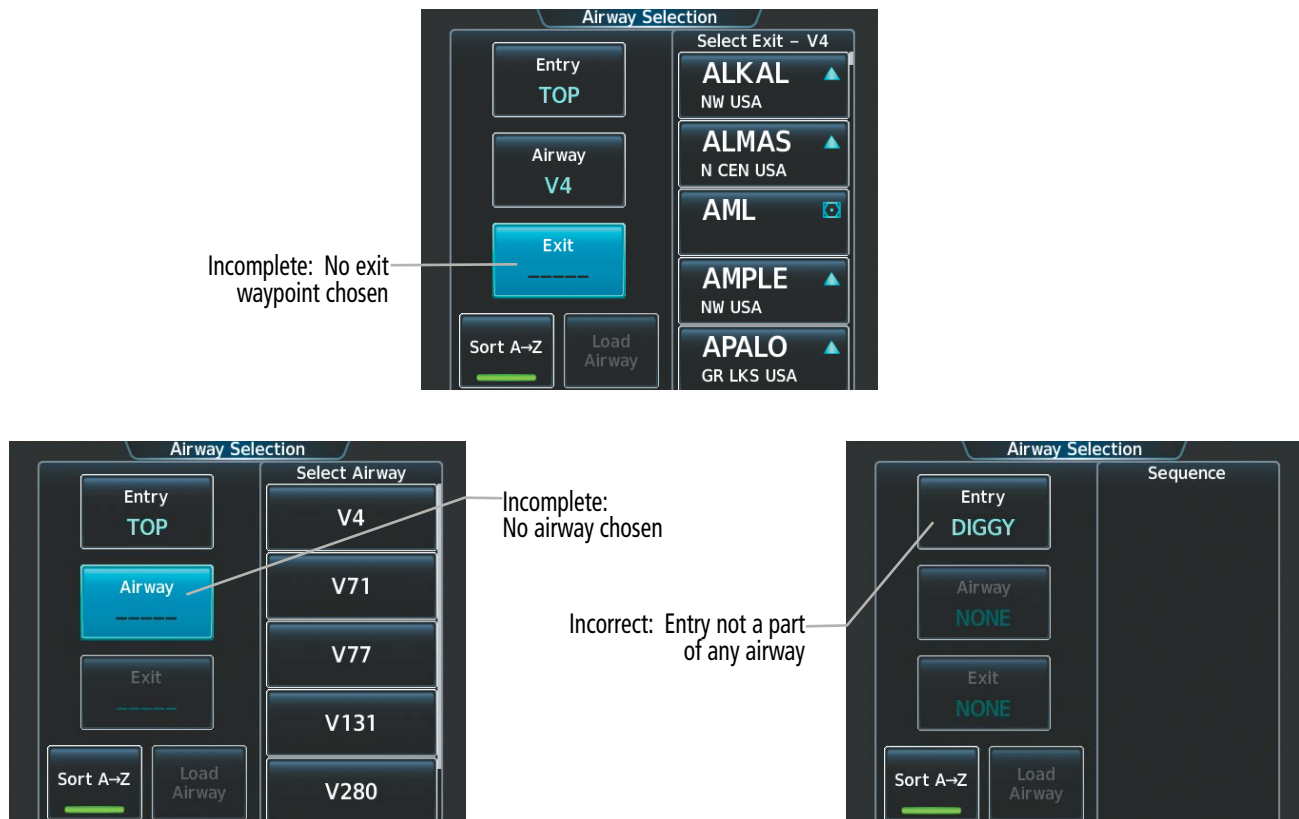 Airway Selection
Entry
TOP
Airway
V4
Exit
_____
Sort A→Z
Load
Airway
Select Exit – V4
ALKAL
NW USA
ALMAS
N CEN USA
AML
AMPLE
NW USA
APALO
GR LKS USA
Incomplete: No exit
waypoint chosen
Airway Selection
Entry
TOP
Airway
_____
Exit
_____
Sort A→Z
Load
Airway
Select Airway
V4
V71
V77
V131
V280
Incomplete:
No airway chosen
Incorrect: Entry not a part
of any airway
Airway Selection
Entry
DIGGY
Airway
NONE
Exit
NONE
Sort A→Z
Load
Airway
Sequence